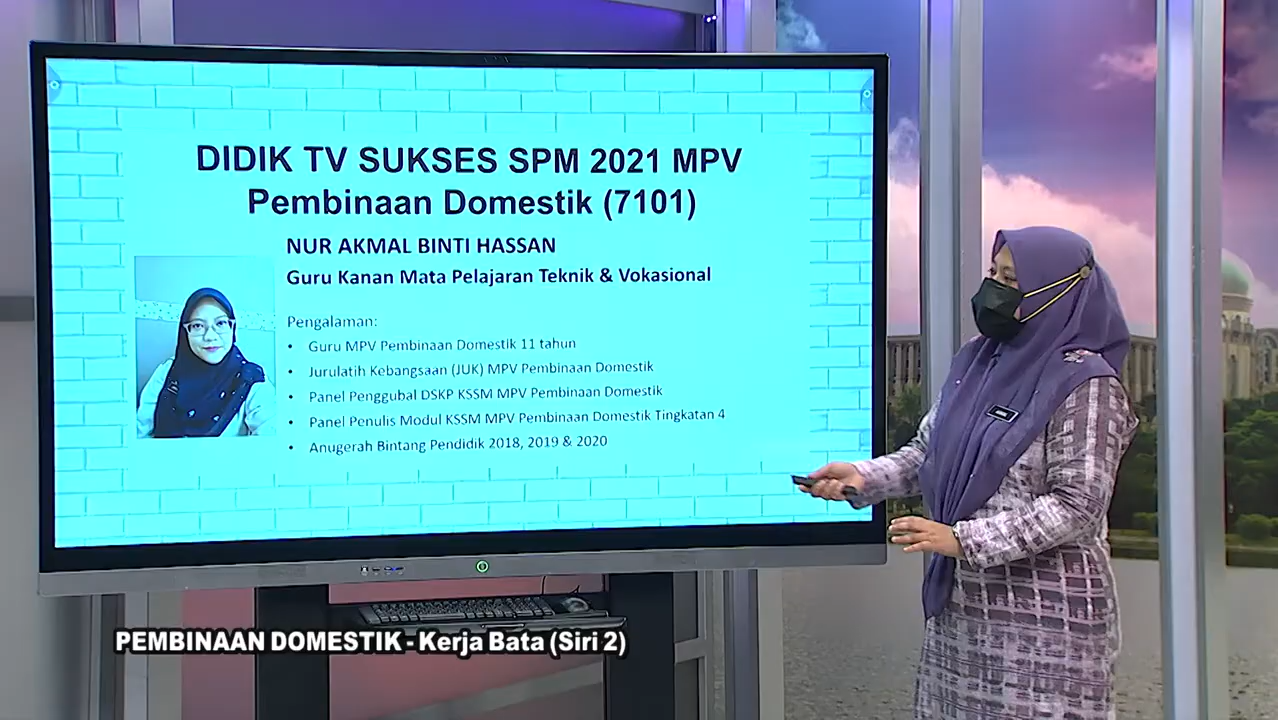 DIDIK TV SUKSES SPM 2021 MPV
Pembinaan Domestik (7101)
NUR AKMAL BINTI HASSAN
Guru Kanan Mata Pelajaran Teknik & Vokasional
Pengalaman:
• Guru MPV Pembinaan Domestik 11 tahun
• Jurulatih Kebangsaan (JUK) MPV Pembinaan Domestik
• Panel Penggubal DSKP KSSM MPV Pembinaan Domestik
• Panel Penulis Modul KSSM MPV Pembinaan Domestik Tingkatan 4
• Anugerah Bintang Pendidik 2018, 2019 & 2020
PEMBINAAN DOMESTIK - Kerja Bata (Siri 2)